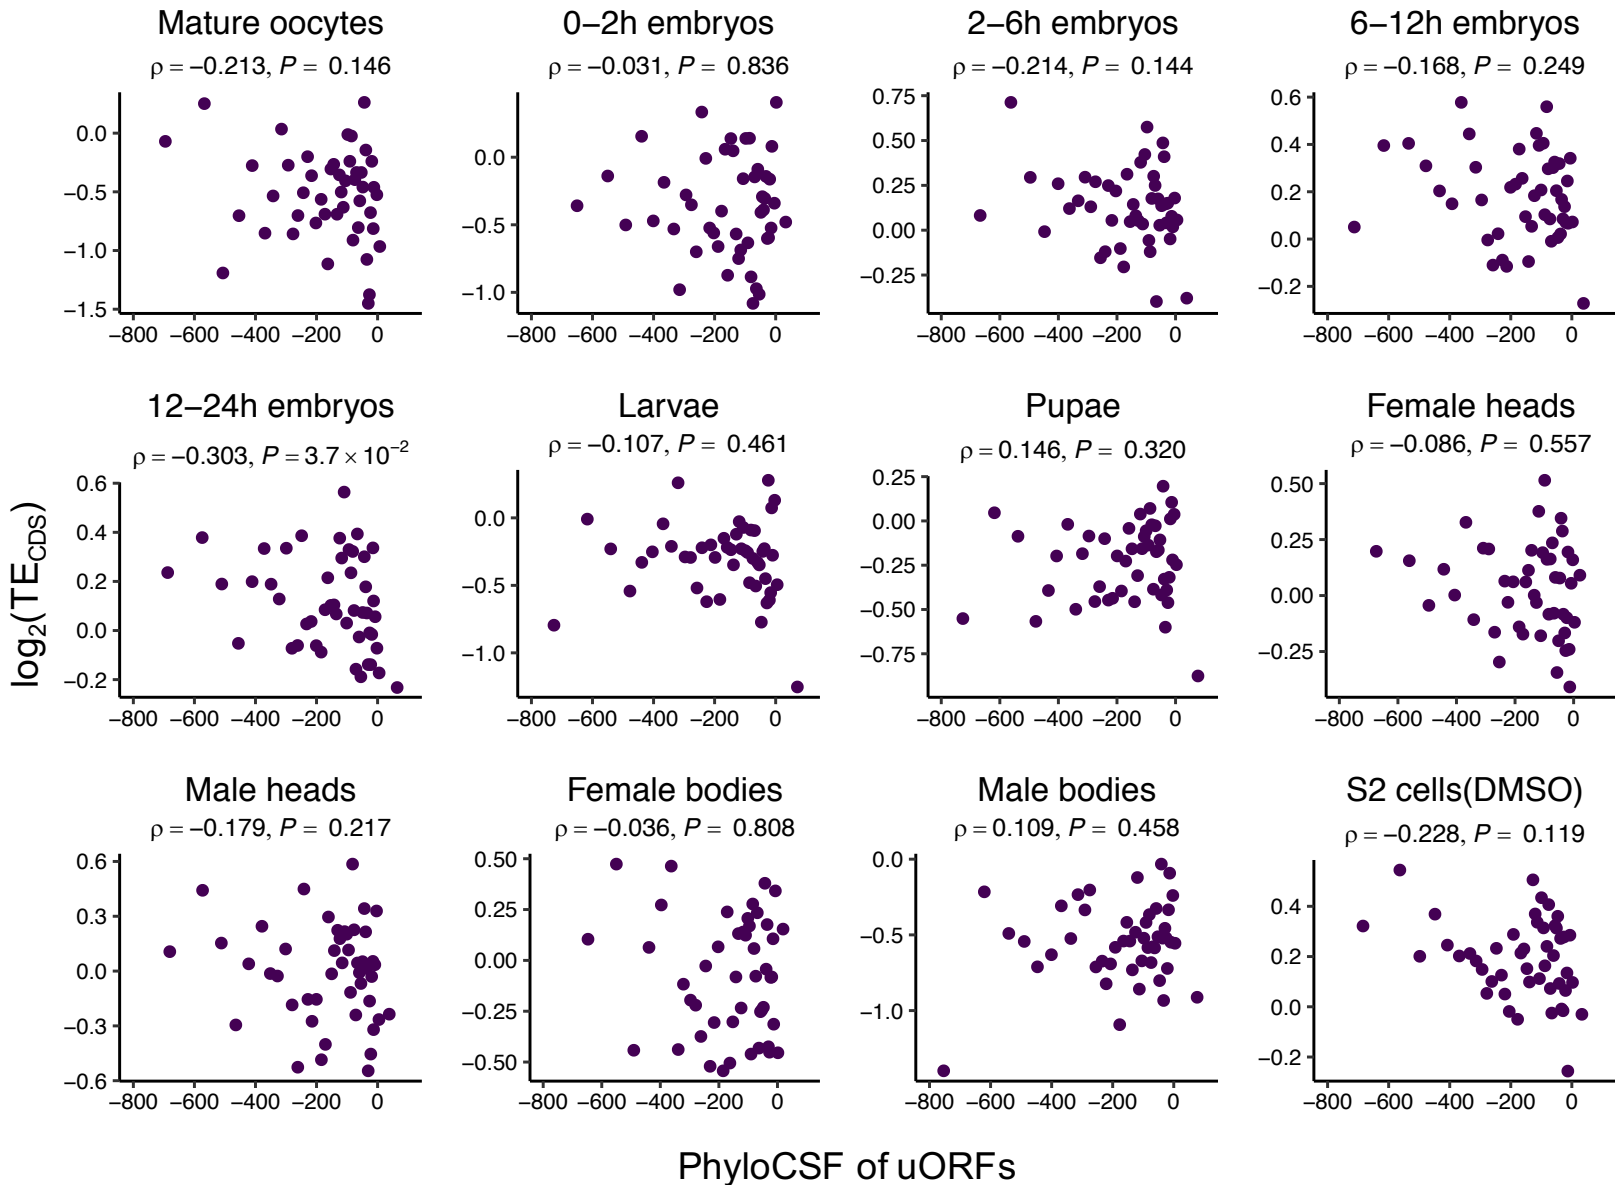 Mature oocytes
ρ = −0.213, P = 0.146
0.0
−0.5
−1.0
−1.5
−800 −600 −400 −200 0
0−2h embryos
ρ = −0.031, P = 0.836
0.0
−0.5
−1.0
−800 −600 −400 −200 0
2−6h embryos
ρ = −0.214, P = 0.144
0.75
0.50
0.25
0.00
−0.25
−800 −600 −400 −200 0
6−12h embryos
ρ = −0.168, P = 0.249
0.6
0.4
0.2
0.0
−0.2
−800 −600 −400 −200 0
12−24h embryos
ρ = −0.303, P = 3.7 × 10⁻²
0.6
0.4
0.2
0.0
−0.2
−800 −600 −400 −200 0
Larvae
ρ = −0.107, P = 0.461
0.0
−0.5
−1.0
−800 −600 −400 −200 0
Pupae
ρ = 0.146, P = 0.320
0.25
0.00
−0.25
−0.50
−0.75
−800 −600 −400 −200 0
Female heads
ρ = −0.086, P = 0.557
0.50
0.25
0.00
−0.25
−800 −600 −400 −200 0
Male heads
ρ = −0.179, P = 0.217
0.6
0.3
0.0
−0.3
−0.6
−800 −600 −400 −200 0
Female bodies
ρ = −0.036, P = 0.808
0.50
0.25
0.00
−0.25
−0.50
−800 −600 −400 −200 0
Male bodies
ρ = 0.109, P = 0.458
0.0
−0.5
−1.0
−800 −600 −400 −200 0
S2 cells(DMSO)
ρ = −0.228, P = 0.119
0.4
0.2
0.0
−0.2
−800 −600 −400 −200 0
log₂(TE_CDS)
PhyloCSF of uORFs